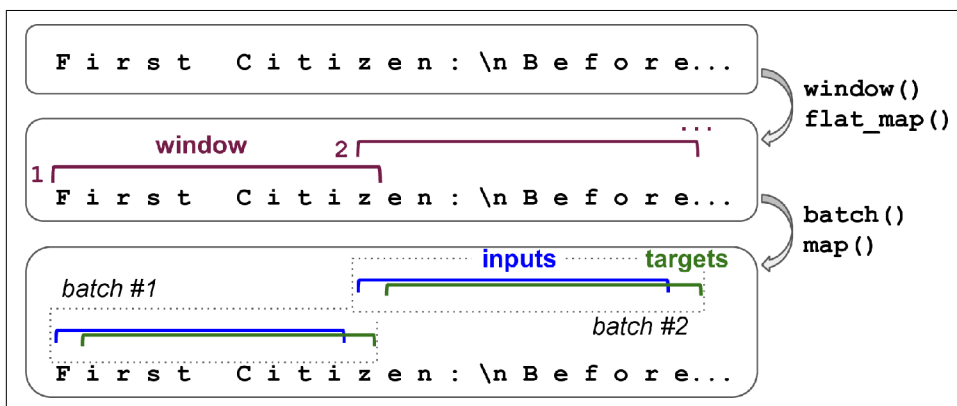 F i r s t   C i t i z e n : \n B e f o r e...
window()
flat_map()
...
window
2
1
F i r s t   C i t i z e n : \n B e f o r e...
batch()
map()
inputs
targets
batch #1
batch #2
F i r s t   C i t i z e n : \n B e f o r e...